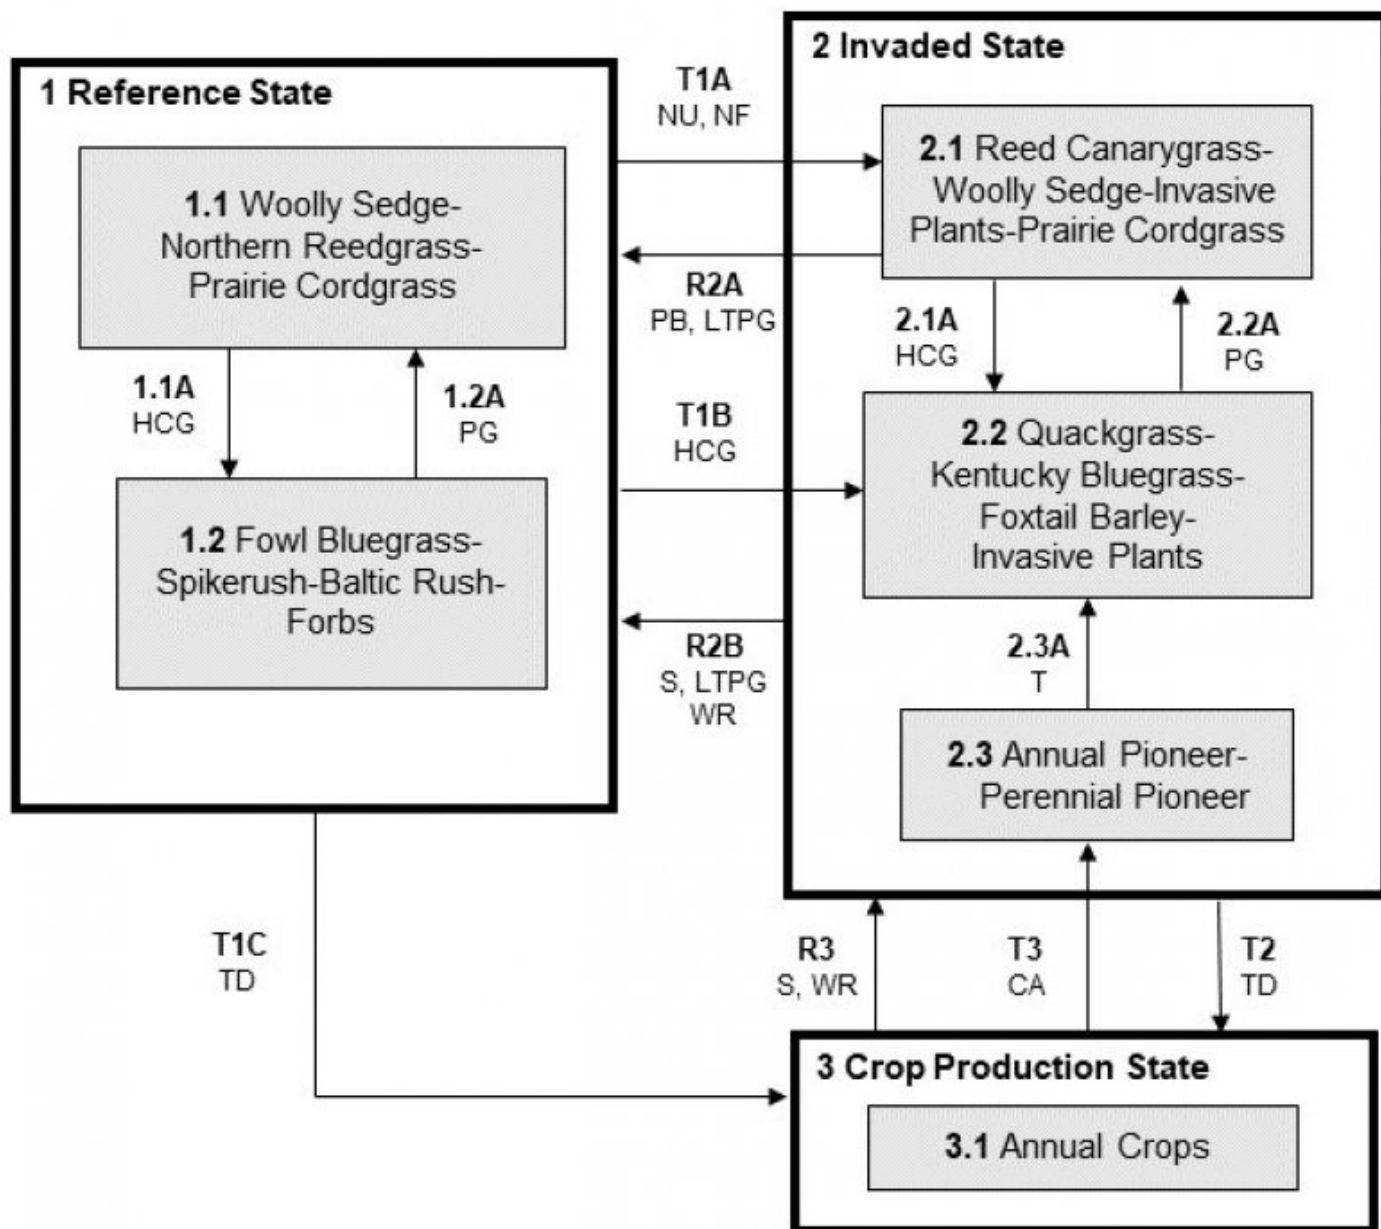 1 Reference State
1.1 Woolly Sedge-
Northern Reedgrass-
Prairie Cordgrass
1.1A
HCG
1.2A
PG
1.2 Fowl Bluegrass-
Spikerush-Baltic Rush-
Forbs
T1A
NU, NF
R2A
PB, LTPG
T1B
HCG
R2B
S, LTPG
WR
2 Invaded State
2.1 Reed Canarygrass-
Woolly Sedge-Invasive
Plants-Prairie Cordgrass
2.1A
HCG
2.2A
PG
2.2 Quackgrass-
Kentucky Bluegrass-
Foxtail Barley-
Invasive Plants
2.3A
T
2.3 Annual Pioneer-
Perennial Pioneer
T1C
TD
R3
S, WR
T3
CA
T2
TD
3 Crop Production State
3.1 Annual Crops